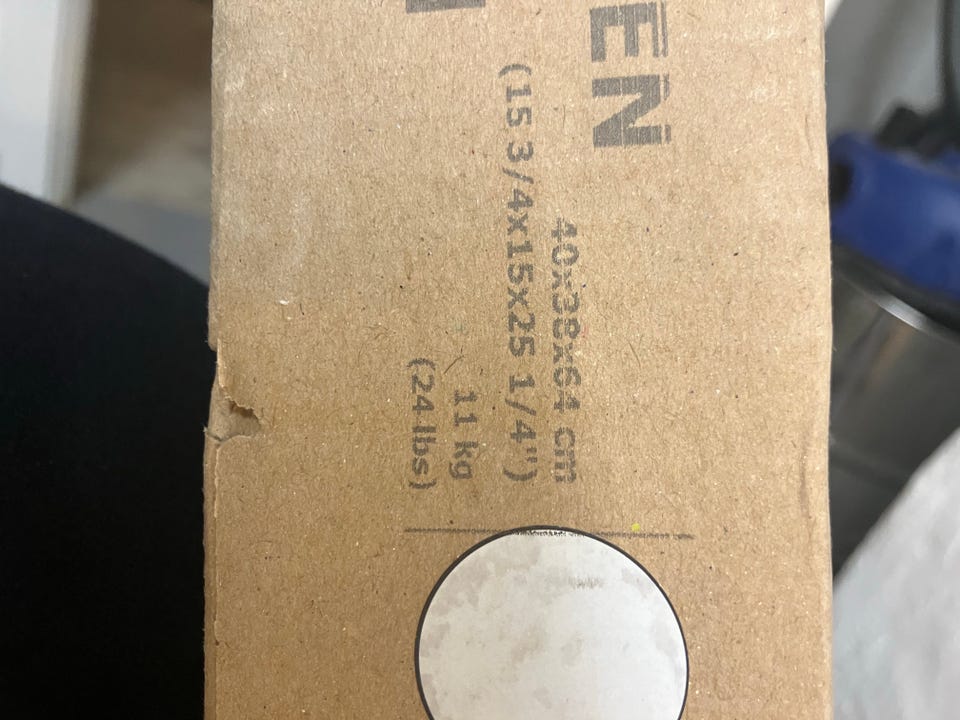 EN
40x38x64 cm
(15 3/4x15x25 1/4")
11 kg
(24 lbs)